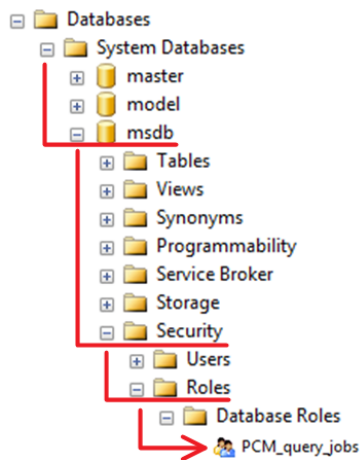 Databases
System Databases
master
model
msdb
Tables
Views
Synonyms
Programmability
Service Broker
Storage
Security
Users
Roles
Database Roles
PCM_query_jobs